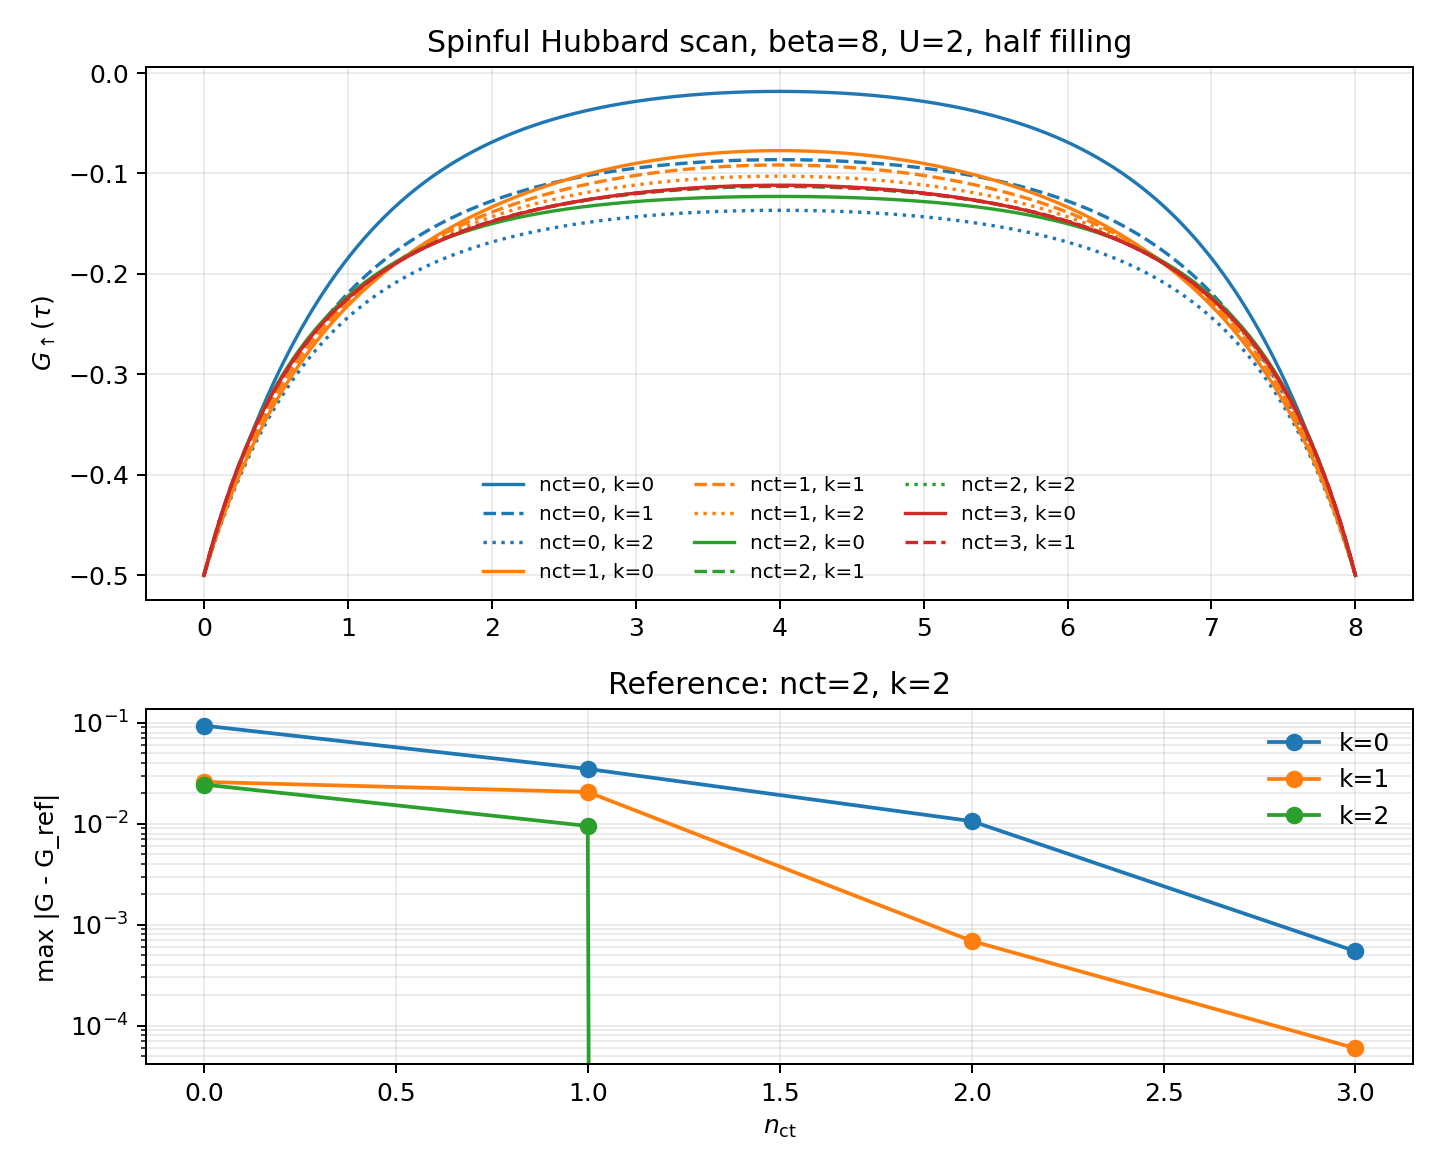 Spinful Hubbard scan, beta=8, U=2, half filling
0.0
−0.1
−0.2
−0.3
−0.4
−0.5
G↑(τ)
nct=0, k=0
nct=0, k=1
nct=0, k=2
nct=1, k=0
nct=1, k=1
nct=1, k=2
nct=2, k=0
nct=2, k=1
nct=2, k=2
nct=3, k=0
nct=3, k=1
0 1 2 3 4 5 6 7 8
Reference: nct=2, k=2
10⁻¹
10⁻²
10⁻³
10⁻⁴
max |G - G_ref|
k=0
k=1
k=2
0.0 0.5 1.0 1.5 2.0 2.5 3.0
n_ct